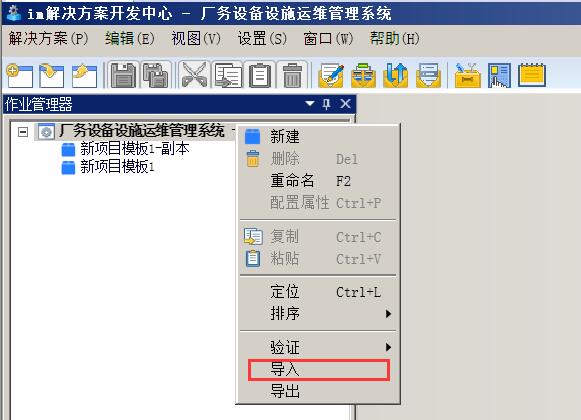 im解决方案开发中心 - 厂务设备设施运维管理系统
解决方案(P) 编辑(E) 视图(V) 设置(S) 窗口(W) 帮助(H)
作业管理器
厂务设备设施运维管理系统 -
新项目模板1-副本
新项目模板1
新建
删除 Del
重命名 F2
配置属性 Ctrl+P
复制 Ctrl+C
粘贴 Ctrl+V
定位 Ctrl+L
排序
验证
导入
导出